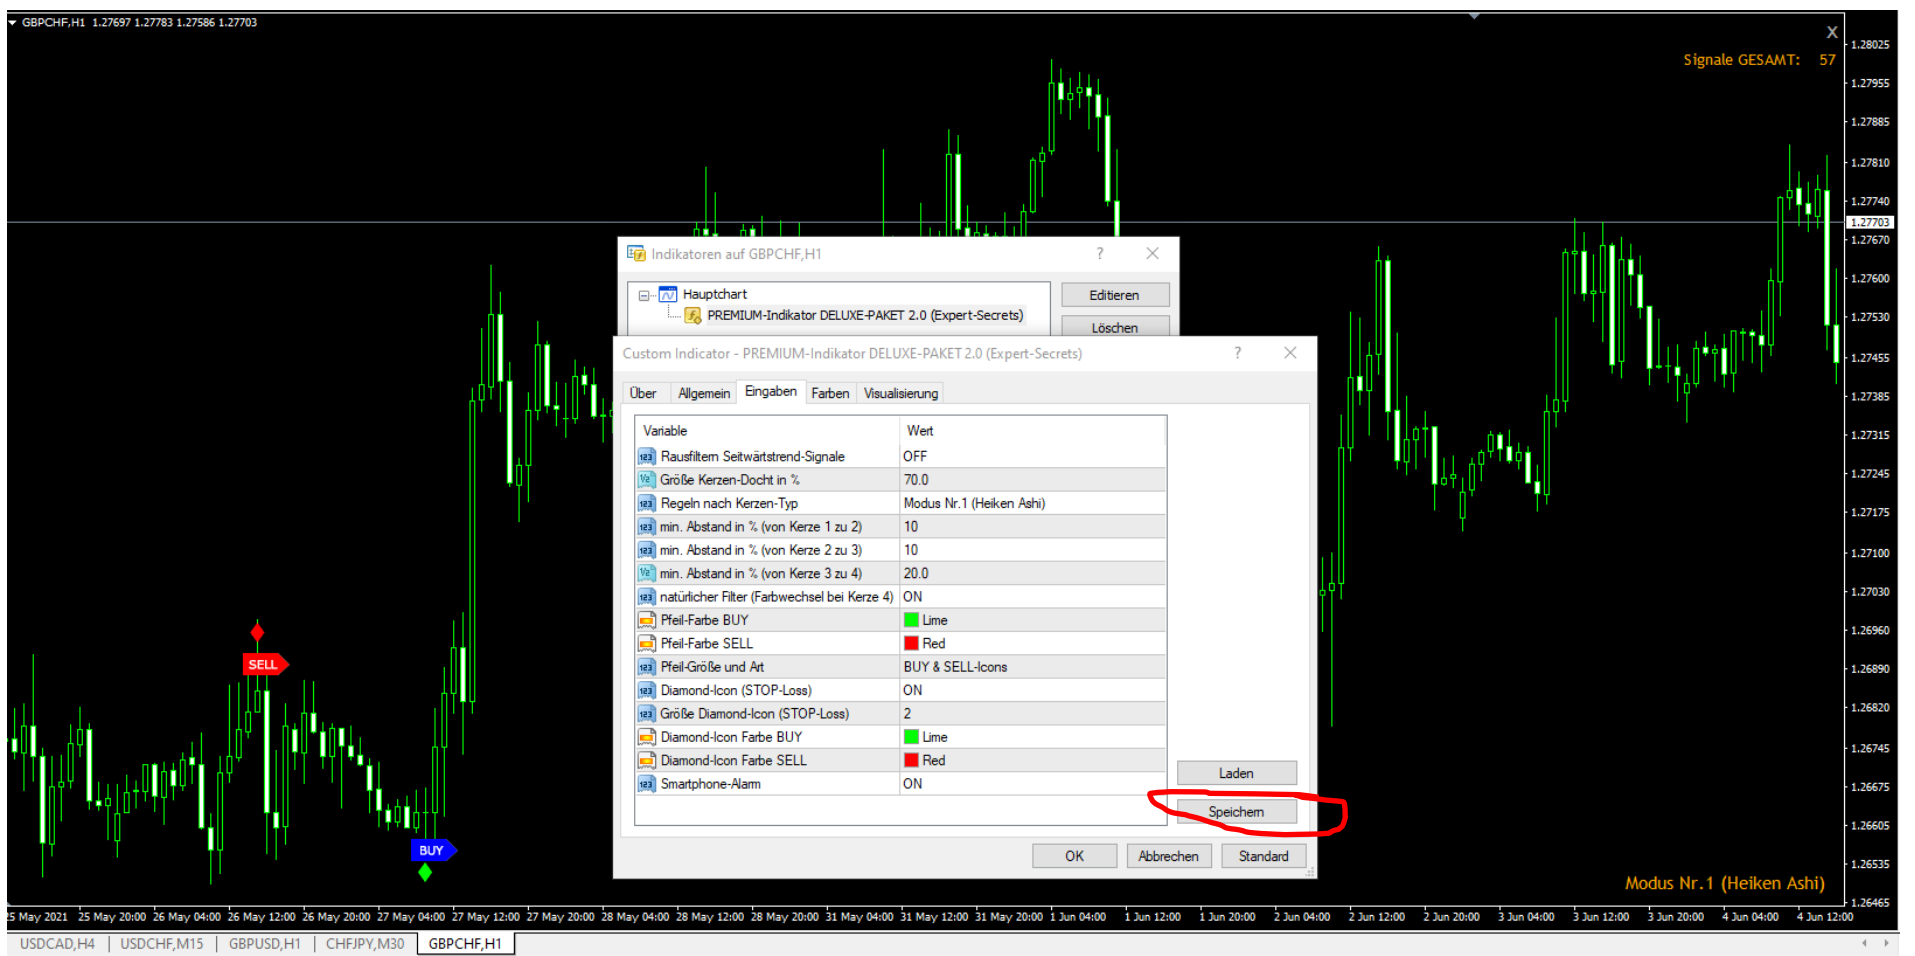 GBPCHF,H1 1.27697 1.27783 1.27586 1.27703
X
Signale GESAMT: 57
1.28025
1.27955
1.27885
1.27810
1.27740
1.27703
1.27670
1.27600
1.27530
1.27455
1.27385
1.27315
1.27245
1.27175
1.27100
1.27030
1.26960
1.26890
1.26820
1.26745
1.26675
1.26605
1.26535
1.26465
Indikatoren auf GBPCHF,H1 ?
Hauptchart
PREMIUM-Indikator DELUXE-PAKET 2.0 (Expert-Secrets)
Editieren
Löschen
Custom Indicator - PREMIUM-Indikator DELUXE-PAKET 2.0 (Expert-Secrets) ?
Über Allgemein Eingaben Farben Visualisierung
Variable Wert
Rausfiltern Seitwärtstrend-Signale OFF
Größe Kerzen-Docht in % 70.0
Regeln nach Kerzen-Typ Modus Nr.1 (Heiken Ashi)
min. Abstand in % (von Kerze 1 zu 2) 10
min. Abstand in % (von Kerze 2 zu 3) 10
min. Abstand in % (von Kerze 3 zu 4) 20.0
natürlicher Filter (Farbwechsel bei Kerze 4) ON
Pfeil-Farbe BUY Lime
Pfeil-Farbe SELL Red
Pfeil-Größe und Art BUY & SELL-Icons
Diamond-Icon (STOP-Loss) ON
Größe Diamond-Icon (STOP-Loss) 2
Diamond-Icon Farbe BUY Lime
Diamond-Icon Farbe SELL Red
Smartphone-Alarm ON
Laden
Speichern
OK Abbrechen Standard
SELL
BUY
Modus Nr.1 (Heiken Ashi)
25 May 2021 25 May 20:00 26 May 04:00 26 May 12:00 26 May 20:00 27 May 04:00 27 May 12:00 27 May 20:00 28 May 04:00 28 May 12:00 28 May 20:00 31 May 04:00 31 May 12:00 31 May 20:00 1 Jun 04:00 1 Jun 12:00 1 Jun 20:00 2 Jun 04:00 2 Jun 12:00 2 Jun 20:00 3 Jun 04:00 3 Jun 12:00 3 Jun 20:00 4 Jun 04:00 4 Jun 12:00
USDCAD,H4 | USDCHF,M15 | GBPUSD,H1 | CHFJPY,M30 GBPCHF,H1